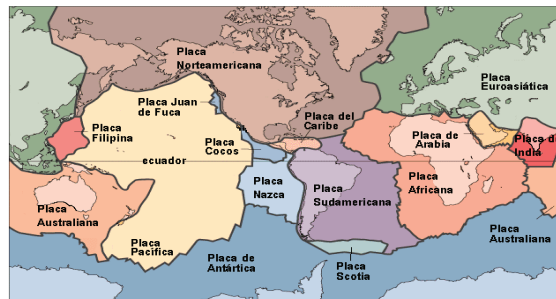 Placa
Norteamericana
Placa
Euroasiática
Placa Juan
de Fuca
Placa del
Caribe
Placa
Filipina
Placa de
Arabia
Placa d
India
Placa
Cocos
ecuador
Placa
Nazca
Placa
Sudamericana
Placa
Africana
Placa
Australiana
Placa
Australiana
Placa
Pacifica
Placa de
Antártica
Placa
Scotia